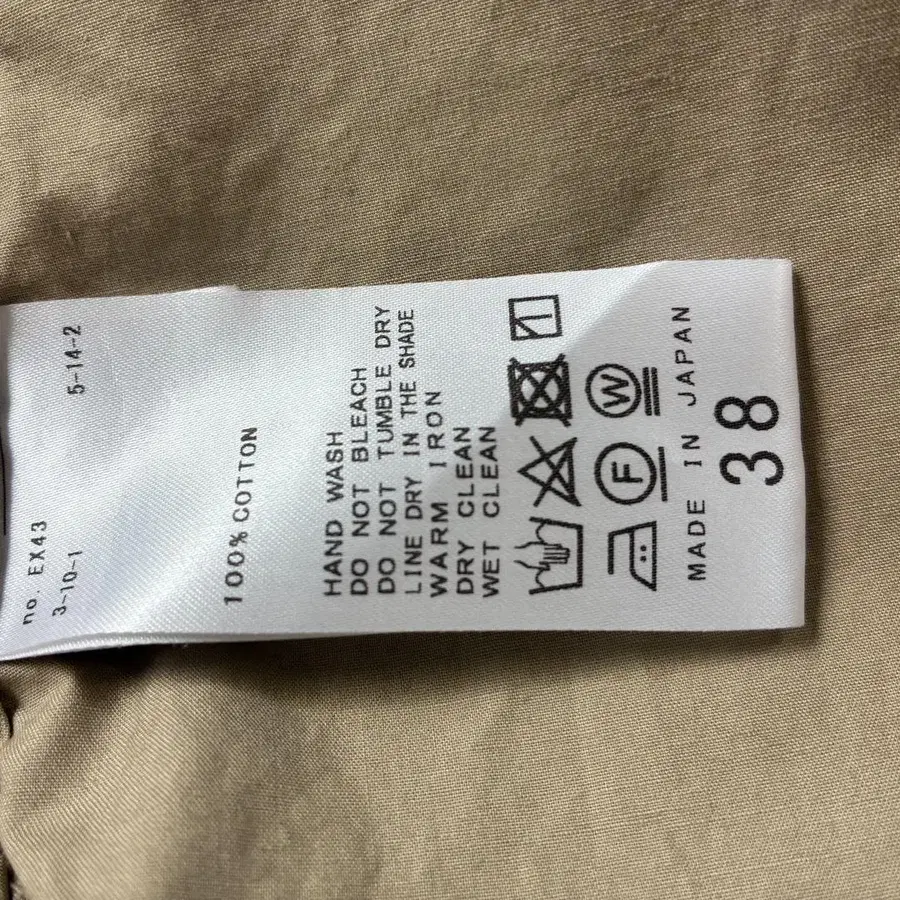 no. EX43
3-10-1 5-14-2
100% COTTON
HAND WASH
DO NOT BLEACH
DO NOT TUMBLE DRY
LINE DRY IN THE SHADE
WARM IRON
DRY CLEAN
WET CLEAN
F W
MADE IN JAPAN
38